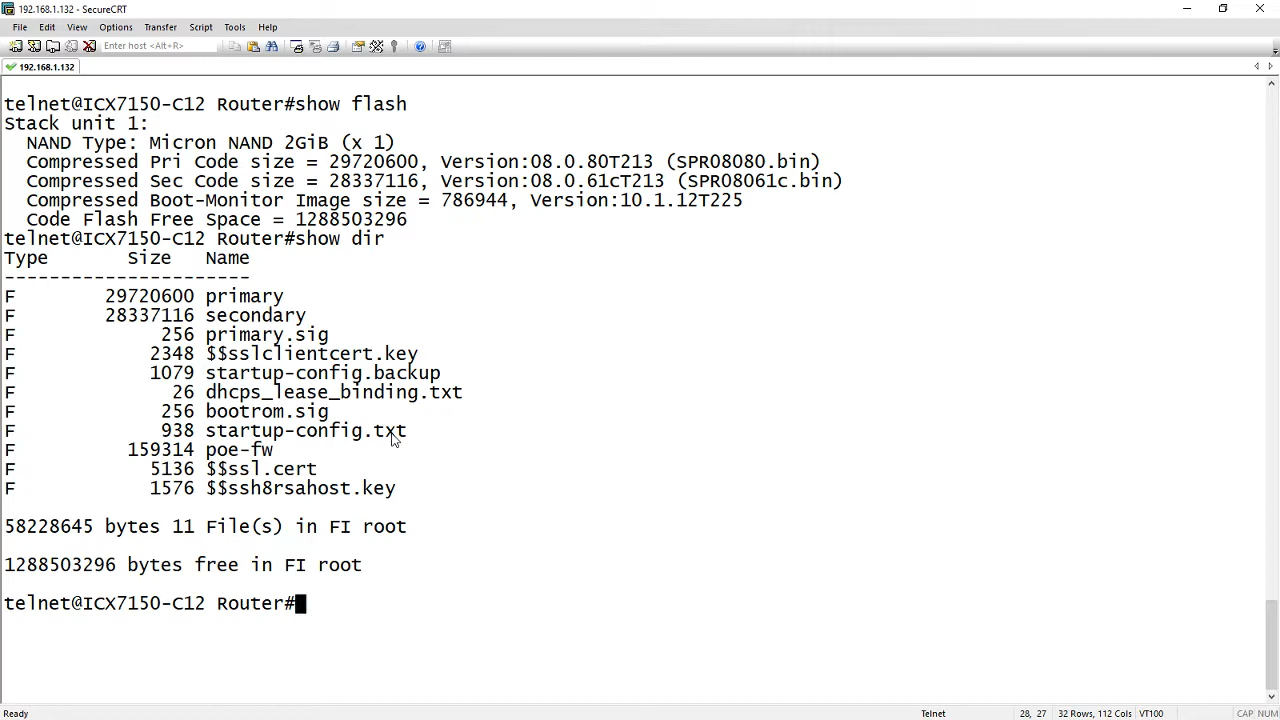 192.168.1.132 - SecureCRT
File Edit View Options Transfer Script Tools Help
Enter host <Alt+R>
192.168.1.132
telnet@ICX7150-C12 Router#show flash
Stack unit 1:
  NAND Type: Micron NAND 2GiB (x 1)
  Compressed Pri Code size = 29720600, Version:08.0.80T213 (SPR08080.bin)
  Compressed Sec Code size = 28337116, Version:08.0.61cT213 (SPR08061c.bin)
  Compressed Boot-Monitor Image size = 786944, Version:10.1.12T225
  Code Flash Free Space = 1288503296
telnet@ICX7150-C12 Router#show dir
Type       Size   Name
----------------------
F        29720600 primary
F        28337116 secondary
F             256 primary.sig
F            2348 $$sslclientcert.key
F            1079 startup-config.backup
F              26 dhcps_lease_binding.txt
F             256 bootrom.sig
F             938 startup-config.txt
F          159314 poe-fw
F            5136 $$ssl.cert
F            1576 $$ssh8rsahost.key
58228645 bytes 11 File(s) in FI root
1288503296 bytes free in FI root
telnet@ICX7150-C12 Router#
Ready Telnet 28, 27 32 Rows, 112 Cols VT100 CAP NUM